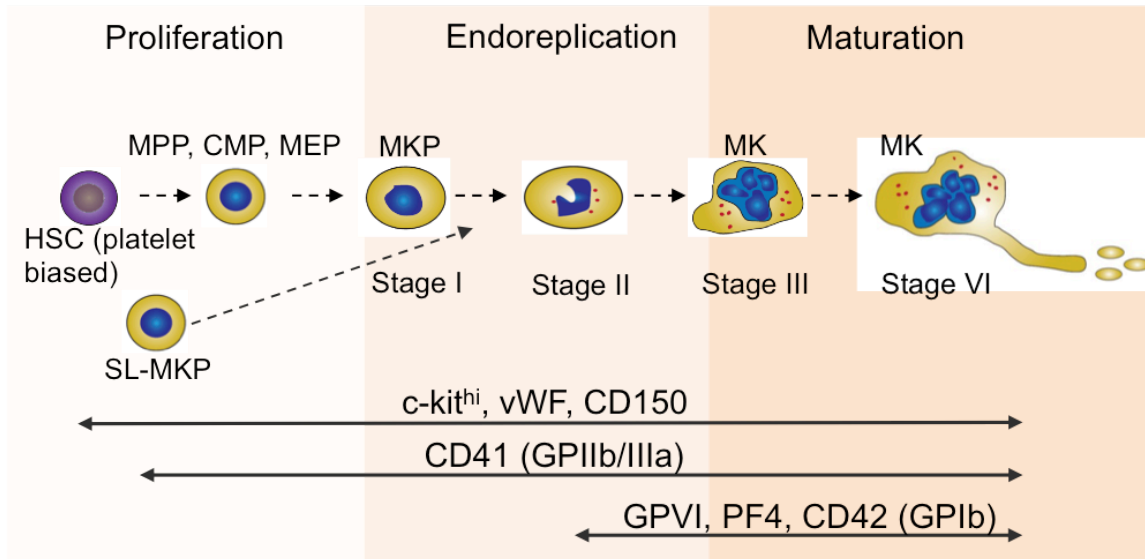 Proliferation
Endoreplication
Maturation
MPP, CMP, MEP
MKP
MK
MK
HSC (platelet
biased)
Stage I
Stage II
Stage III
Stage VI
SL-MKP
c-kitʰⁱ, vWF, CD150
CD41 (GPIIb/IIIa)
GPVI, PF4, CD42 (GPIb)